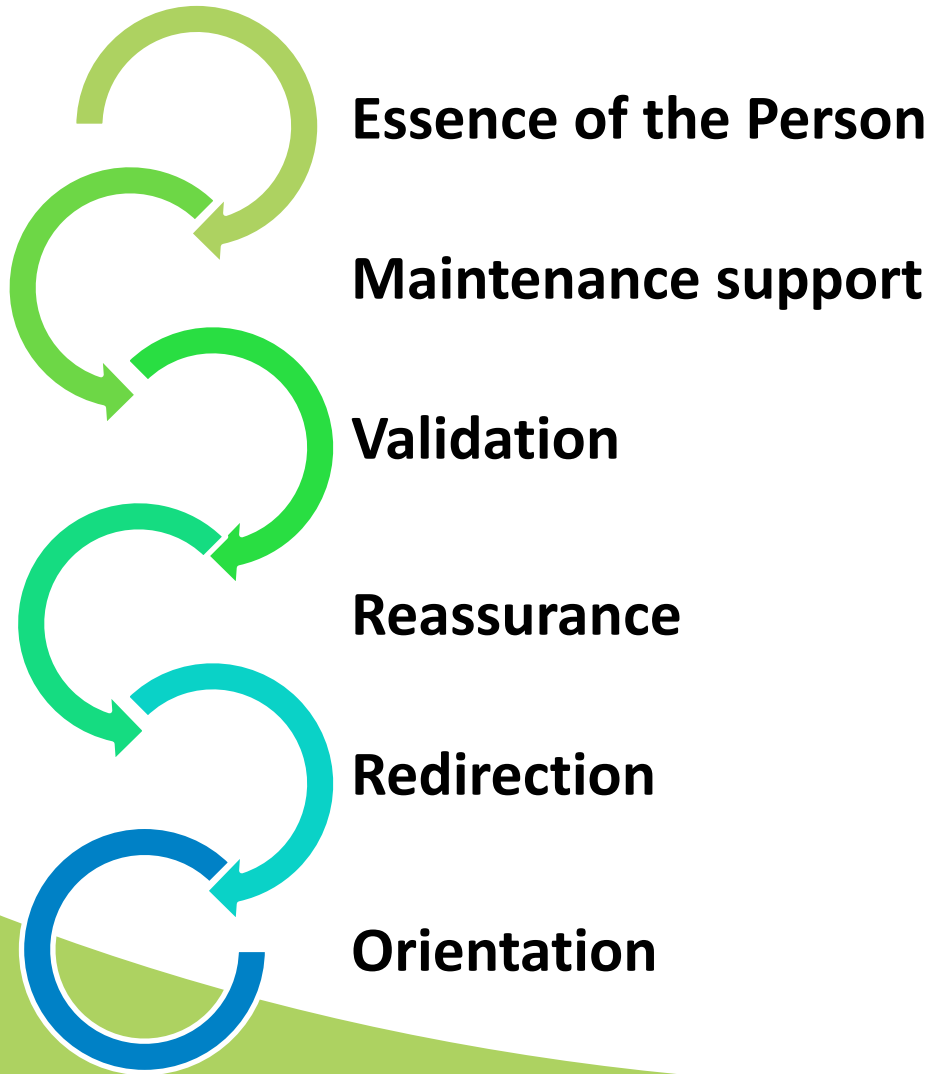 Essence of the Person
Maintenance support
Validation
Reassurance
Redirection
Orientation